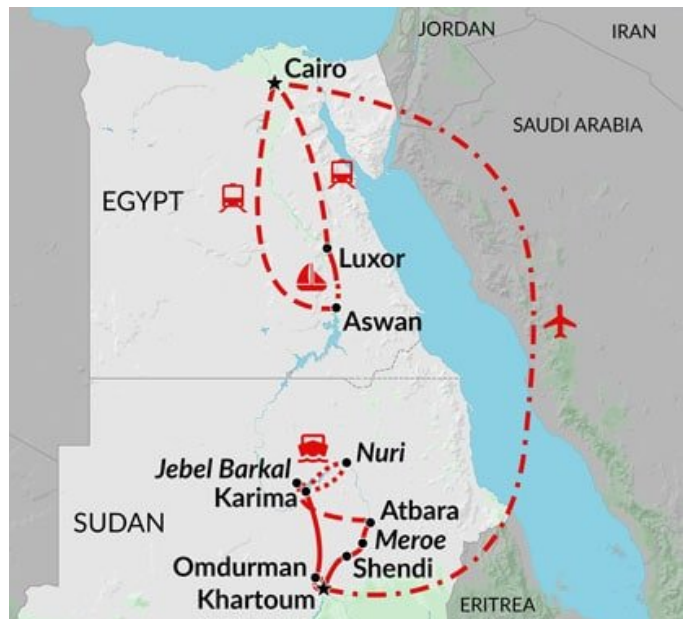 JORDAN
IRAN
Cairo
SAUDI ARABIA
EGYPT
Luxor
Aswan
Nuri
Jebel Barkal
Karima
Atbara
SUDAN
Meroe
Omdurman
Shendi
Khartoum
ERITREA